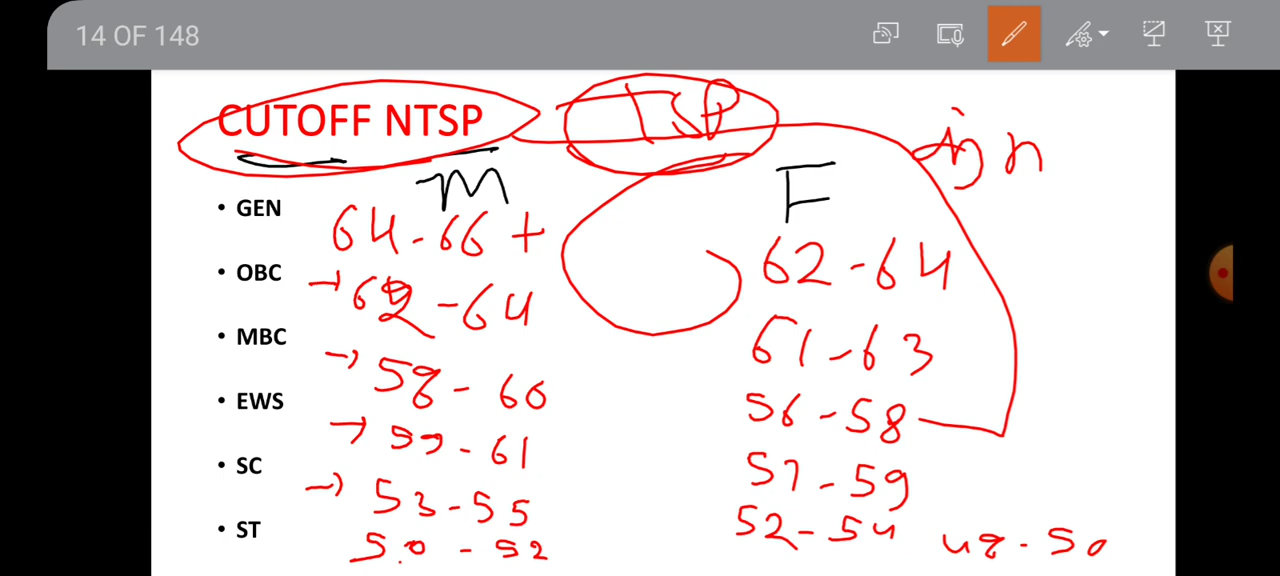 14 OF 148
CUTOFF NTSP TSP
M F
• GEN 64-66+ 62-64
• OBC → 62-64 61-63
• MBC → 58-60 56-58
• EWS → 59-61 57-59
• SC → 53-55 52-54
• ST 50-52 48-50